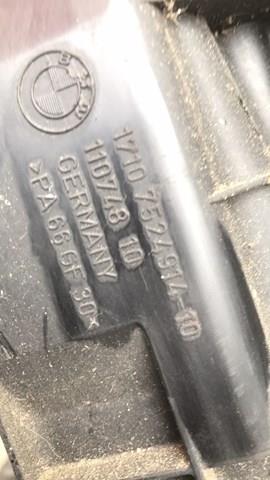 BMW
1710 7524914-10
110748 10
GERMANY
>PA 66 GF 30<